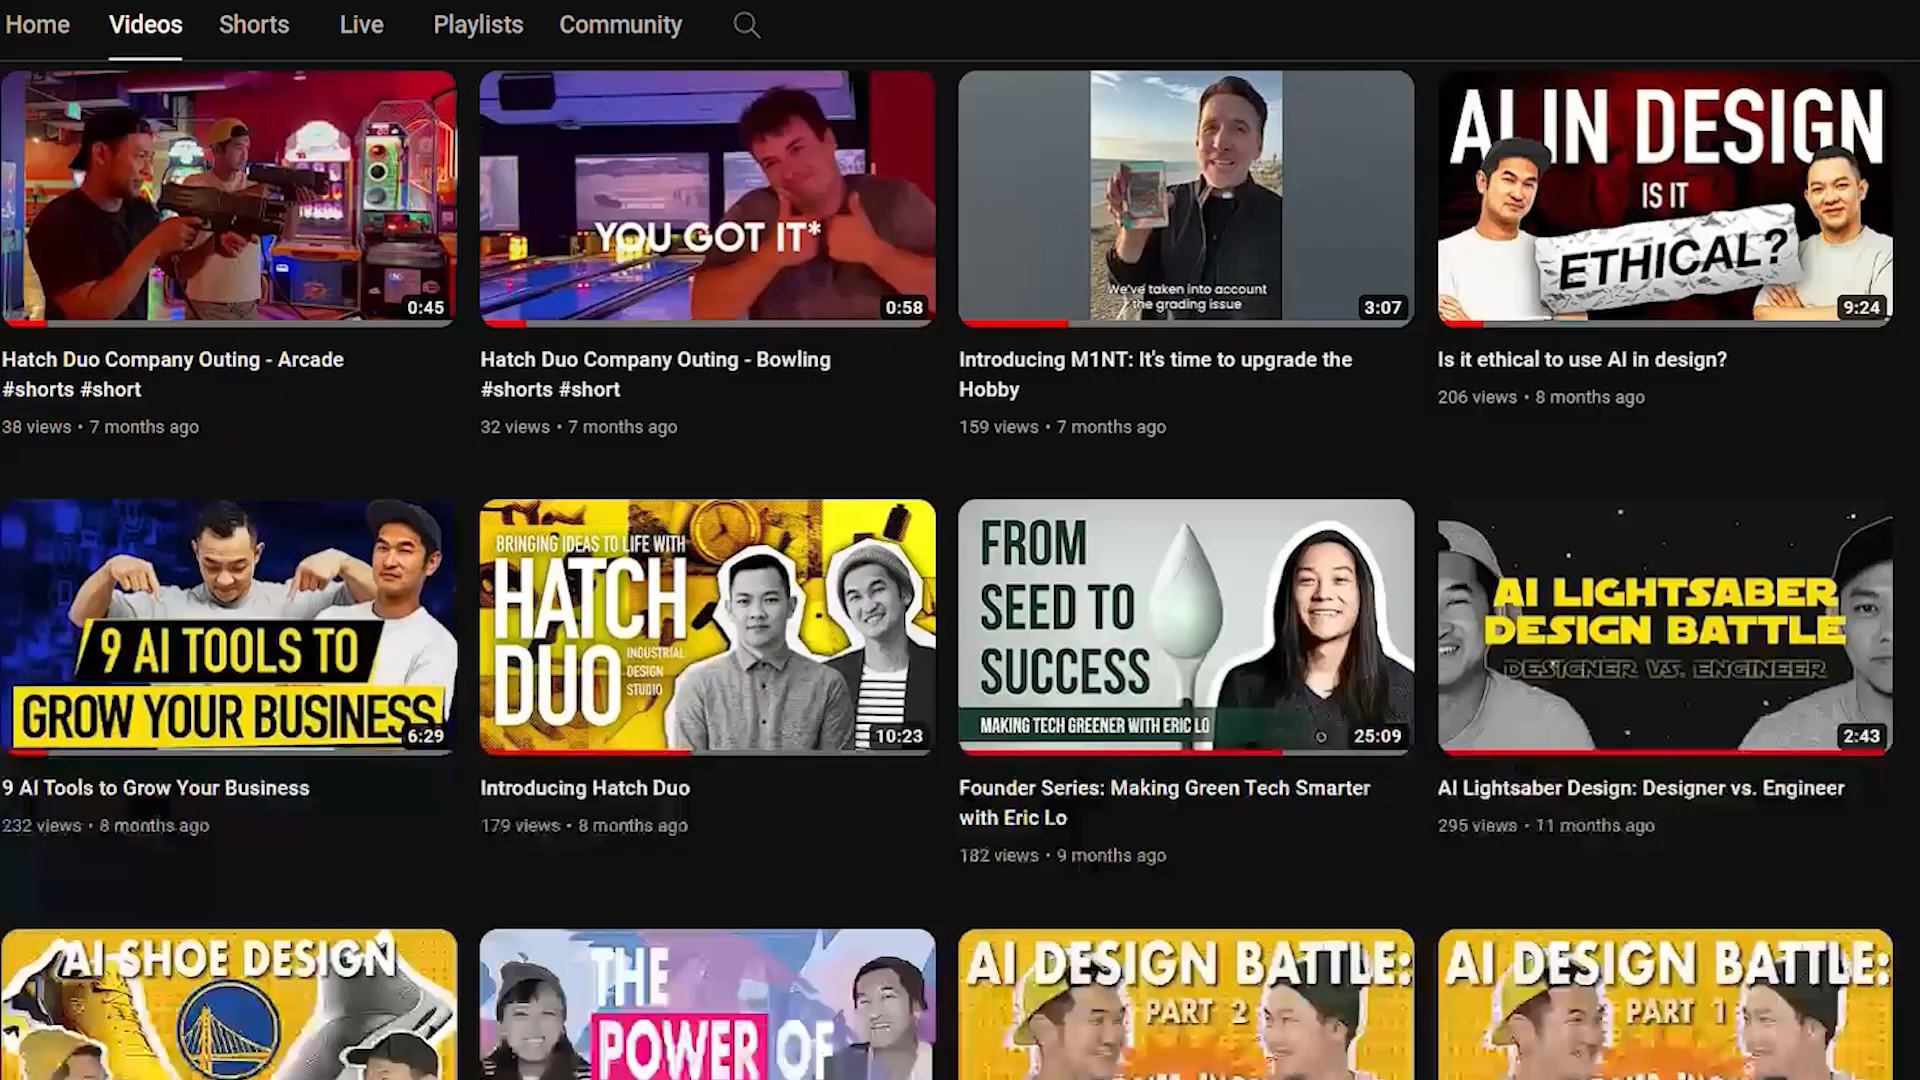 Home
Videos
Shorts
Live
Playlists
Community
YOU GOT IT*
We've taken into account
the grading issue
AI IN DESIGN
IS IT
ETHICAL?
0:45
0:58
3:07
9:24
Hatch Duo Company Outing - Arcade
#shorts #short
38 views • 7 months ago
Hatch Duo Company Outing - Bowling
#shorts #short
32 views • 7 months ago
Introducing M1NT: It's time to upgrade the
Hobby
159 views • 7 months ago
Is it ethical to use AI in design?
206 views • 8 months ago
9 AI TOOLS TO
GROW YOUR BUSINESS
6:29
BRINGING IDEAS TO LIFE WITH
HATCH
DUO
INDUSTRIAL
DESIGN
STUDIO
10:23
FROM
SEED TO
SUCCESS
MAKING TECH GREENER WITH ERIC LO
25:09
AI LIGHTSABER
DESIGN BATTLE
DESIGNER VS. ENGINEER
2:43
9 AI Tools to Grow Your Business
232 views • 8 months ago
Introducing Hatch Duo
179 views • 8 months ago
Founder Series: Making Green Tech Smarter
with Eric Lo
182 views • 9 months ago
AI Lightsaber Design: Designer vs. Engineer
295 views • 11 months ago
AI SHOE DESIGN
THE
POWER OF
AI DESIGN BATTLE:
PART 2
AI DESIGN BATTLE:
PART 1